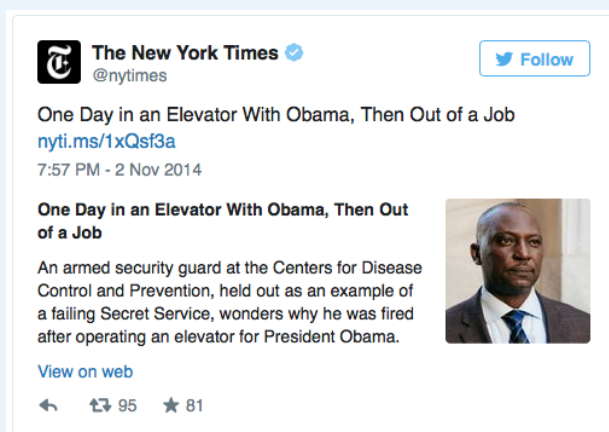 The New York Times
@nytimes
Follow
One Day in an Elevator With Obama, Then Out of a Job
nyti.ms/1xQsf3a
7:57 PM - 2 Nov 2014
One Day in an Elevator With Obama, Then Out
of a Job
An armed security guard at the Centers for Disease
Control and Prevention, held out as an example of
a failing Secret Service, wonders why he was fired
after operating an elevator for President Obama.
View on web
95 81